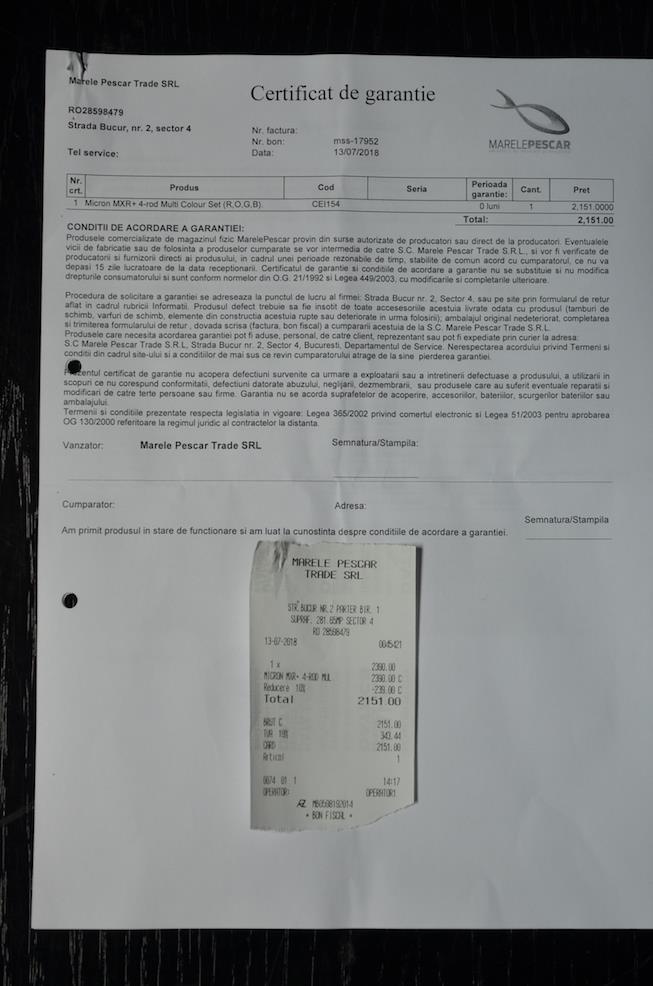 Marele Pescar Trade SRL
Certificat de garantie
RO28598479
Strada Bucur, nr. 2, sector 4
Nr. factura:
Nr. bon: mss-17952
Tel service:
Data: 13/07/2018
MARELEPESCAR
Nr. crt. Produs Cod Seria Perioada garantie: Cant. Pret
1 Micron MXR+ 4-rod Multi Colour Set (R,O,G,B). CEI154 0 luni 1 2,151.0000
Total: 2,151.00
CONDITII DE ACORDARE A GARANTIEI:
Produsele comercializate de magazinul fizic MarelePescar provin din surse autorizate de producatori sau direct de la producatori. Eventualele
vicii de fabricatie sau de folosinta a produselor cumparate se vor intermedia de catre S.C. Marele Pescar Trade S.R.L., si vor fi verificate de
producatorii si furnizorii directi ai produsului, in cadrul unei perioade rezonabile de timp, stabilite de comun acord cu cumparatorul, ce nu va
depasi 15 zile lucratoare de la data receptionarii. Certificatul de garantie si conditiile de acordare a garantiei nu se substituie si nu modifica
drepturile consumatorului si sunt conform normelor din O.G. 21/1992 si Legea 449/2003, cu modificarile si completarile ulterioare.
Procedura de solicitare a garantiei se adreseaza la punctul de lucru al firmei: Strada Bucur nr. 2, Sector 4, sau pe site prin formularul de retur
aflat in cadrul rubricii Informatii. Produsul defect trebuie sa fie insotit de toate accesesoriile acestuia livrate odata cu produsul (tamburi de
schimb, varfuri de schimb, elemente din constructia acestuia rupte sau deteriorate in urma folosirii), ambalajul original nedeteriorat, completarea
si trimiterea formularului de retur , dovada scrisa (factura, bon fiscal) a cumpararii acestuia de la S.C. Marele Pescar Trade S.R.L.
Produsele care necesita acordarea garantiei pot fi aduse, personal, de catre client, reprezentant sau pot fi expediate prin curier la adresa:
S.C Marele Pescar Trade S.R.L, Strada Bucur nr. 2, Sector 4, Bucuresti, Departamentul de Service. Nerespectarea acordului privind Termeni si
conditii din cadrul site-ului si a conditiilor de mai sus ce revin cumparatorului atrage de la sine pierderea garantiei.
Prezentul certificat de garantie nu acopera defectiuni survenite ca urmare a exploatarii sau a intretinerii defectuase a produsului, a utilizarii in
scopuri ce nu corespund conformitatii, defectiuni datorate abuzului, neglijarii, dezmembrarii, sau produsele care au suferit eventuale reparatii si
modificari de catre terte persoane sau firme. Garantia nu se acorda suprafetelor de acoperire, accesoriilor, bateriilor, scurgerilor bateriilor sau
ambalajului.
Termenii si conditiile prezentate respecta legislatia in vigoare: Legea 365/2002 privind comertul electronic si Legea 51/2003 pentru aprobarea
OG 130/2000 referitoare la regimul juridic al contractelor la distanta.
Vanzator: Marele Pescar Trade SRL Semnatura/Stampila:
Cumparator: Adresa:
Semnatura/Stampila
Am primit produsul in stare de functionare si am luat la cunostinta despre conditiile de acordare a garantiei.
MARELE PESCAR
TRADE SRL
STR.BUCUR NR.2 PARTER BIR. 1
SUPRAF. 281.65MP SECTOR 4
RO 28598479
13-07-2018 0045421
1 x 2390.00
MICRON MXR+ 4-ROD MUL 2390.00 C
Reducere 10% -239.00 C
Total 2151.00
BRUT C 2151.00
TVA 19% 343.44
CARD 2151.00
Articol 1
0074 01 1 14:17
OPERATOR: OPERATOR1
MB0508192014
* BON FISCAL *